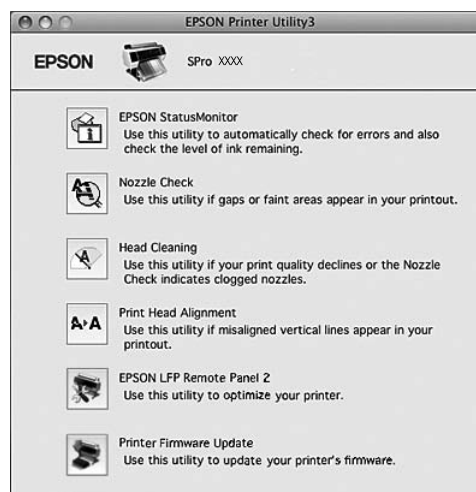 EPSON Printer Utility3
EPSON
SPro XXXX
EPSON StatusMonitor
Use this utility to automatically check for errors and also
check the level of ink remaining.
Nozzle Check
Use this utility if gaps or faint areas appear in your printout.
Head Cleaning
Use this utility if your print quality declines or the Nozzle
Check indicates clogged nozzles.
A›A
Print Head Alignment
Use this utility if misaligned vertical lines appear in your
printout.
EPSON LFP Remote Panel 2
Use this utility to optimize your printer.
Printer Firmware Update
Use this utility to update your printer's firmware.